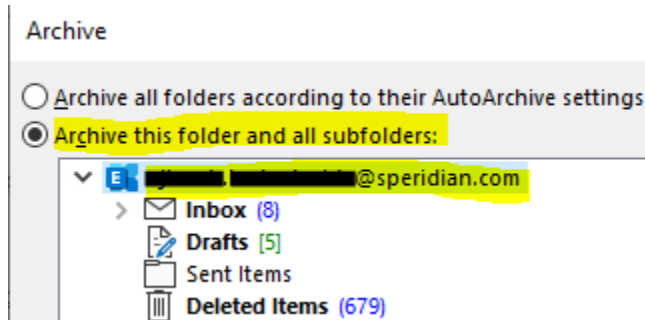 Archive
Archive all folders according to their AutoArchive settings
Archive this folder and all subfolders:
@speridian.com
Inbox (8)
Drafts [5]
Sent Items
Deleted Items (679)